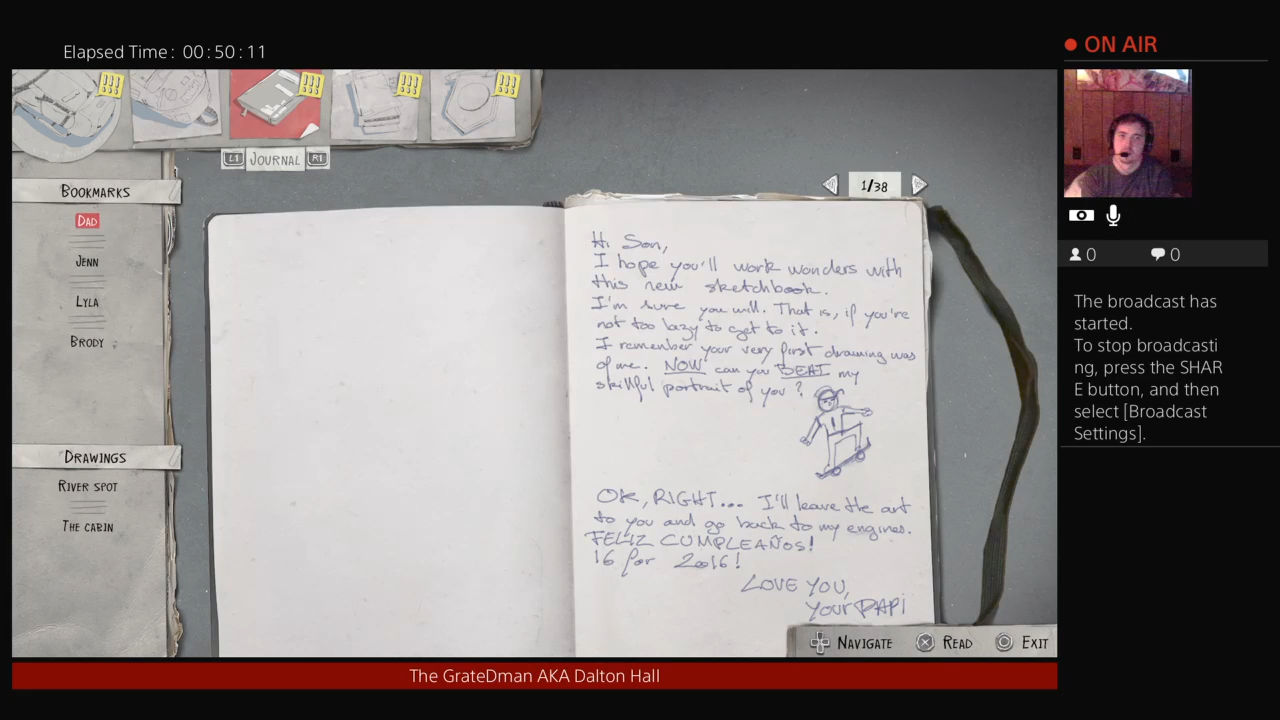 Elapsed Time: 00:50:11
ON AIR
L1 JOURNAL R1
BOOKMARKS
DAD
JENN
LYLA
BRODY
DRAWINGS
RIVER SPOT
THE CABIN
1/38
Hi Son,
I hope you'll work wonders with
this new sketchbook.
I'm sure you will. That is, if you're
not too lazy to get to it.
I remember your very first drawing was
of me. NOW can you BEAT my
skillful portrait of you?
OK, RIGHT... I'll leave the art
to you and go back to my engines.
FELIZ CUMPLEAÑOS!
16 for 2016!
LOVE YOU,
YOUR PAPI
NAVIGATE READ EXIT
0 0
The broadcast has
started.
To stop broadcasti
ng, press the SHAR
E button, and then
select [Broadcast
Settings].
The GrateDman AKA Dalton Hall